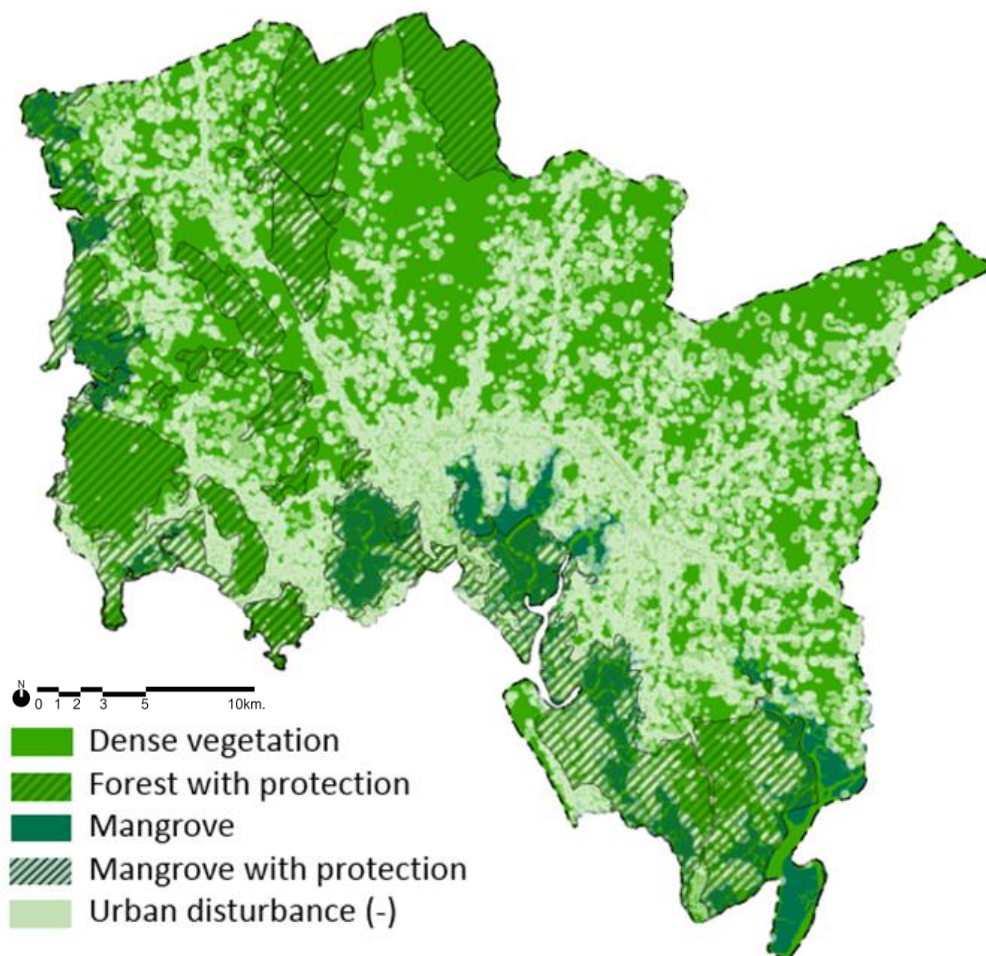 N
0 1 2 3 5 10km.
Dense vegetation
Forest with protection
Mangrove
Mangrove with protection
Urban disturbance (-)